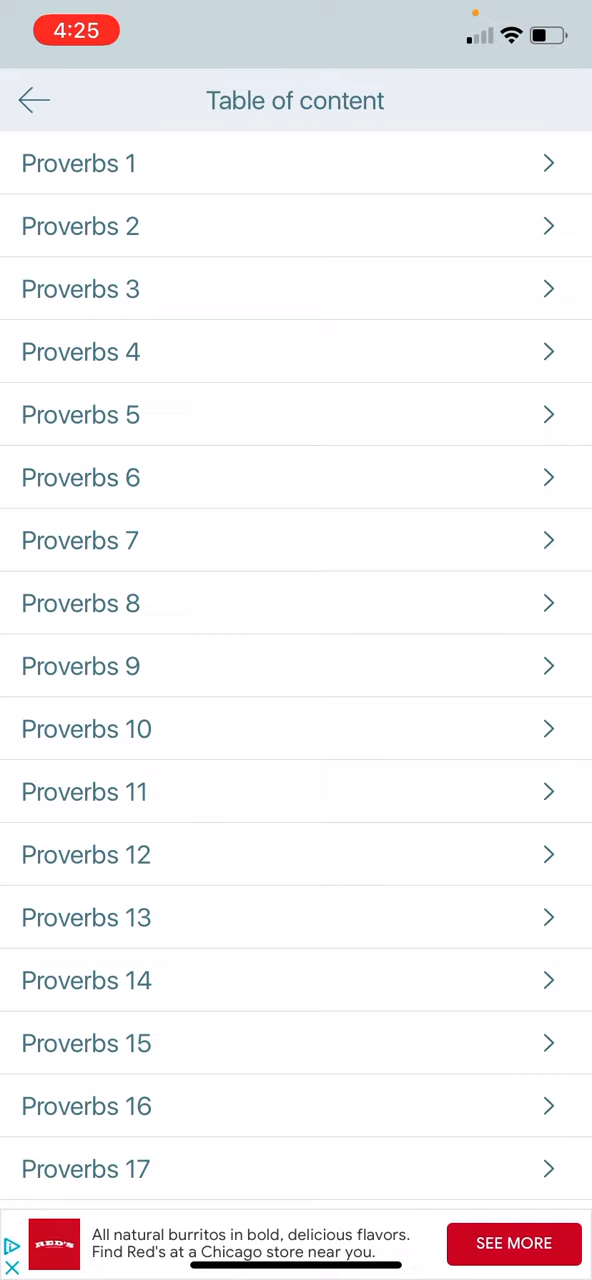 4:25
Table of content
Proverbs 1
Proverbs 2
Proverbs 3
Proverbs 4
Proverbs 5
Proverbs 6
Proverbs 7
Proverbs 8
Proverbs 9
Proverbs 10
Proverbs 11
Proverbs 12
Proverbs 13
Proverbs 14
Proverbs 15
Proverbs 16
Proverbs 17
RED'S
All natural burritos in bold, delicious flavors.
Find Red's at a Chicago store near you.
SEE MORE